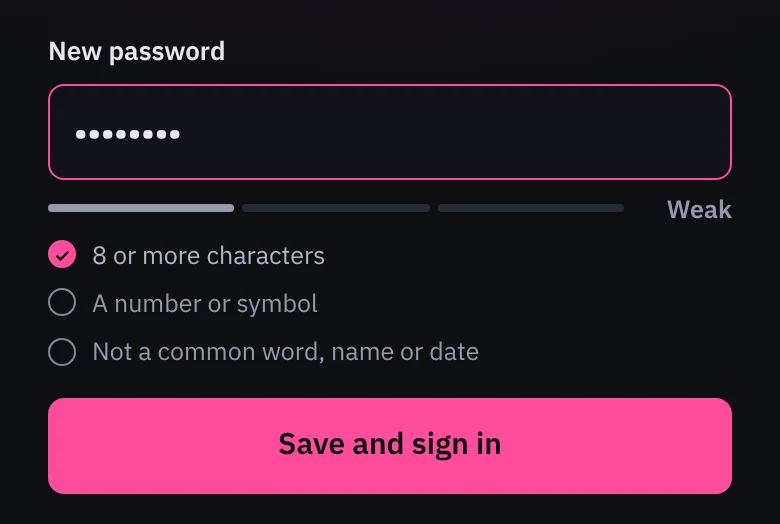 New password
••••••••
Weak
8 or more characters
A number or symbol
Not a common word, name or date
Save and sign in